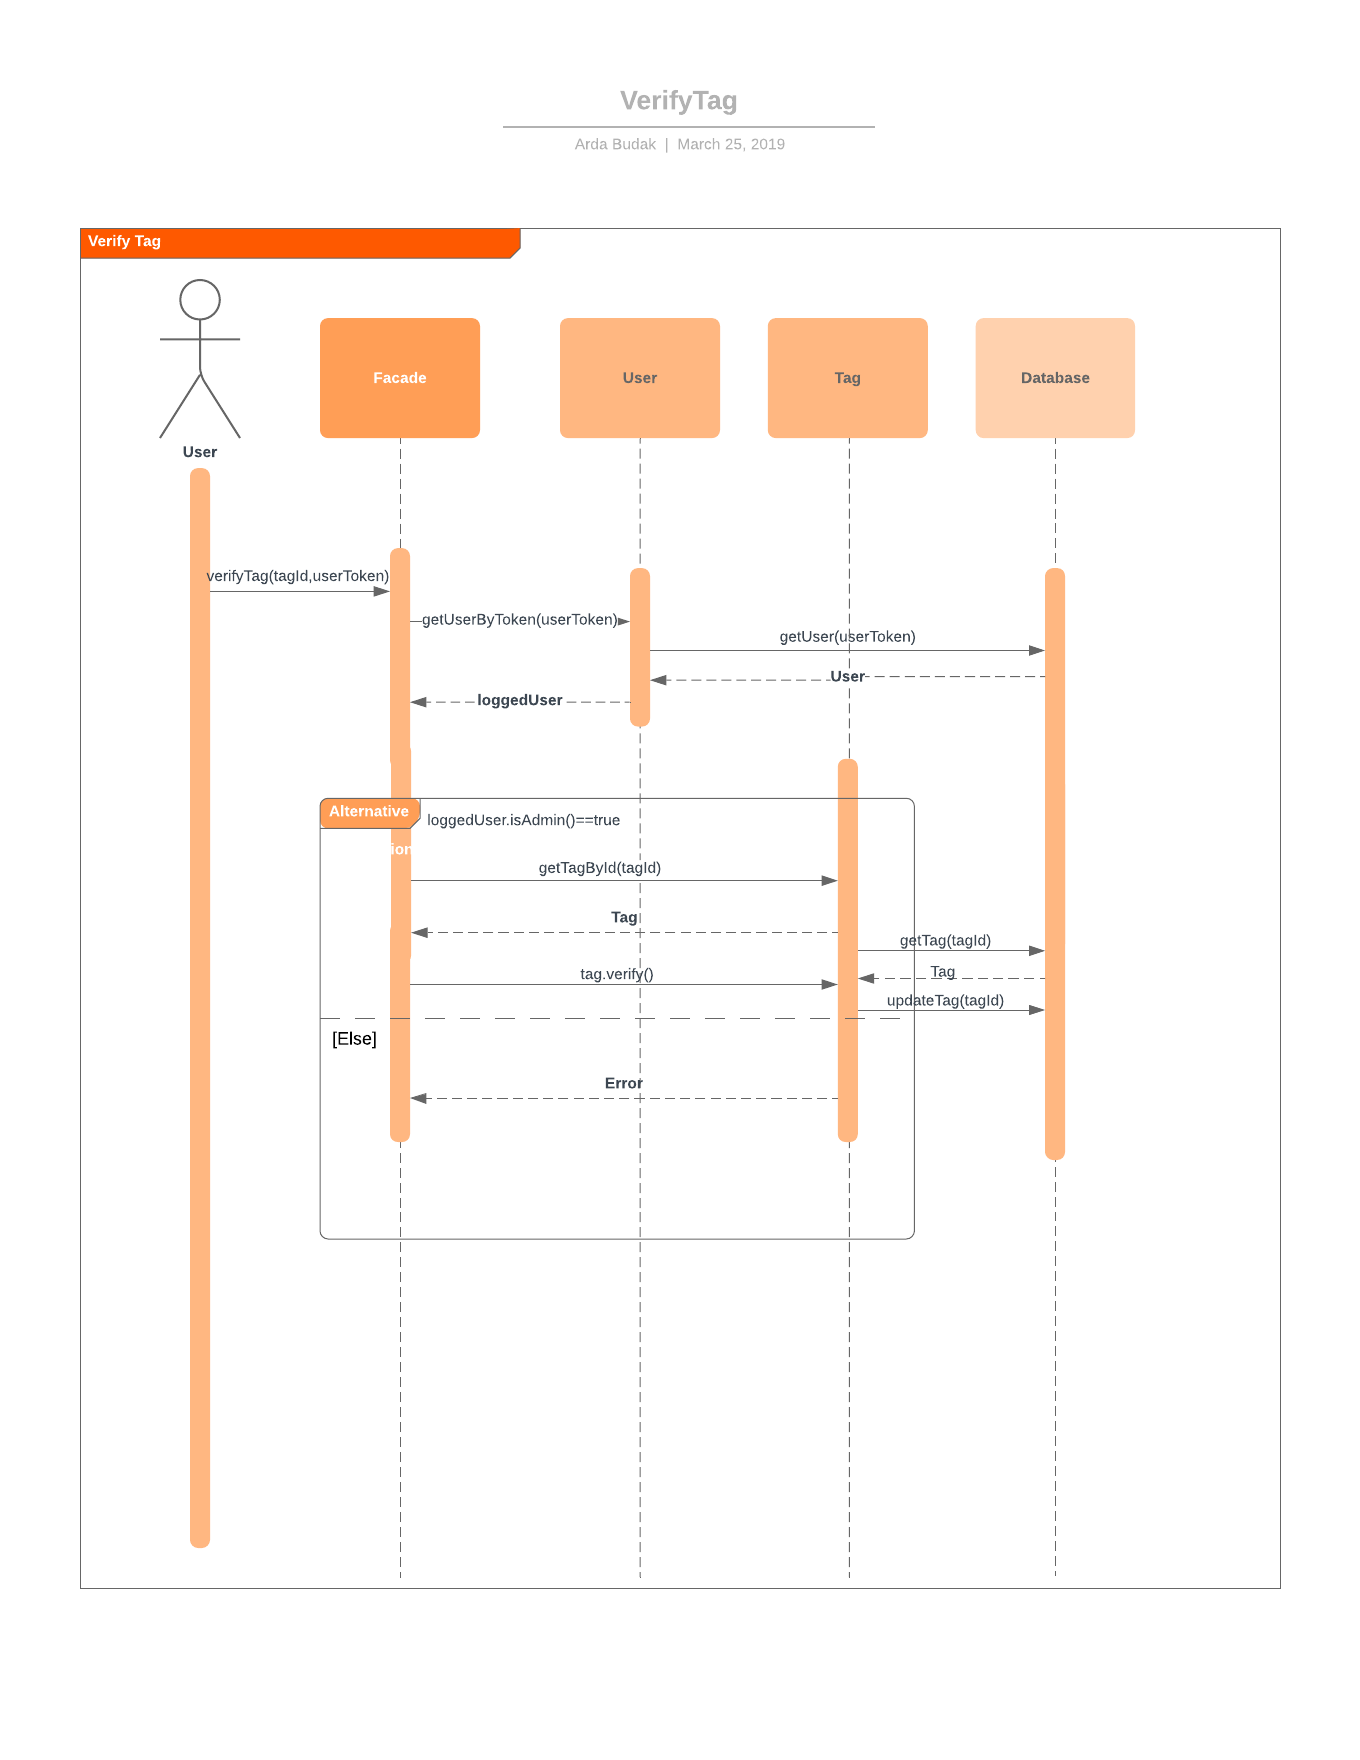 VerifyTag
Arda Budak | March 25, 2019
Verify Tag
Facade
User
Tag
Database
User
verifyTag(tagId,userToken)
getUserByToken(userToken)
getUser(userToken)
User
loggedUser
Alternative
loggedUser.isAdmin()==true
ion
getTagById(tagId)
Tag
getTag(tagId)
Tag
tag.verify()
updateTag(tagId)
[Else]
Error